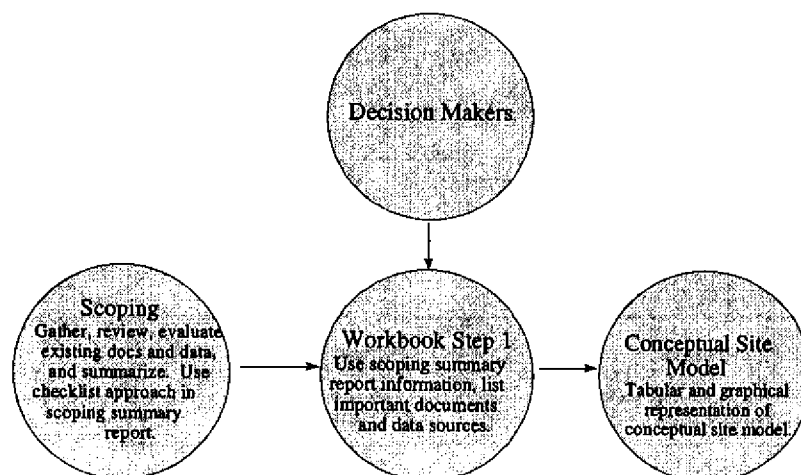 Decision Makers
Scoping
Gather, review, evaluate
existing docs and data,
and summarize. Use
checklist approach in
scoping summary
report.
Workbook Step 1
Use scoping summary
report information, list
important documents
and data sources.
Conceptual Site
Model
Tabular and graphical
representation of
conceptual site model.